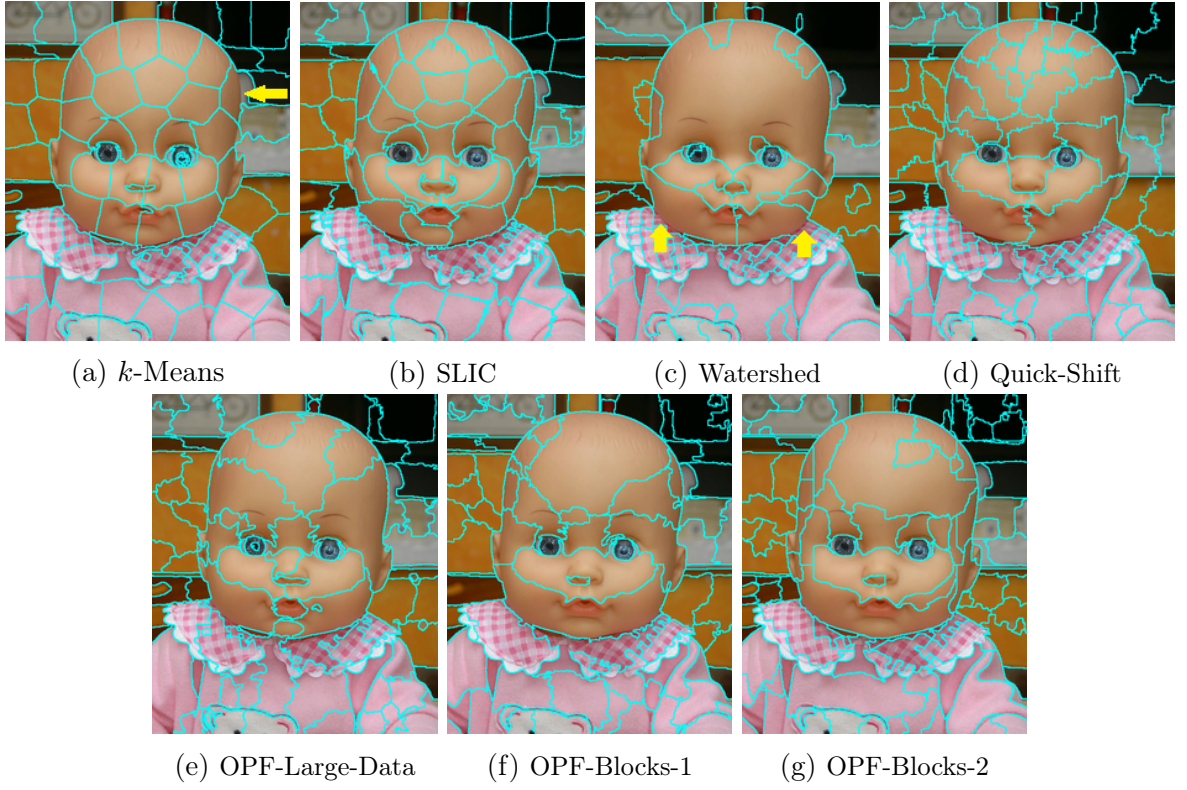 (a) k-Means
(b) SLIC
(c) Watershed
(d) Quick-Shift
(e) OPF-Large-Data
(f) OPF-Blocks-1
(g) OPF-Blocks-2